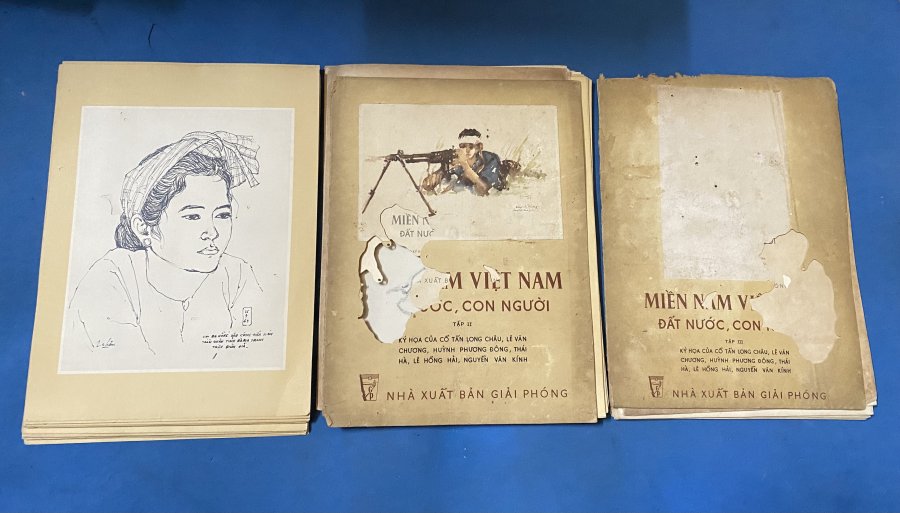 MIỀN N
ĐẤT NƯỚ
XUẤT B
ẠM VIỆT NAM
ƯỚC, CON NGƯỜI
TẬP II
KÝ HỌA CỦA CỔ TẤN LONG CHÂU, LÊ VĂN
CHƯƠNG, HUỲNH PHƯƠNG ĐÔNG, THÁI
HÀ, LÊ HỒNG HẢI, NGUYỄN VĂN KÍNH
NHÀ XUẤT BẢN GIẢI PHÓNG
MIỀN NAM VI
ĐẤT NƯỚC, CON
TẬP III
KÝ HỌA CỦA CỔ TẤN LONG CHÂU, LÊ VĂN
CHƯƠNG, HUỲNH PHƯƠNG ĐÔNG, THÁI
HÀ, LÊ HỒNG HẢI, NGUYỄN VĂN KÍNH
NHÀ XUẤT BẢN GIẢI PHÓNG